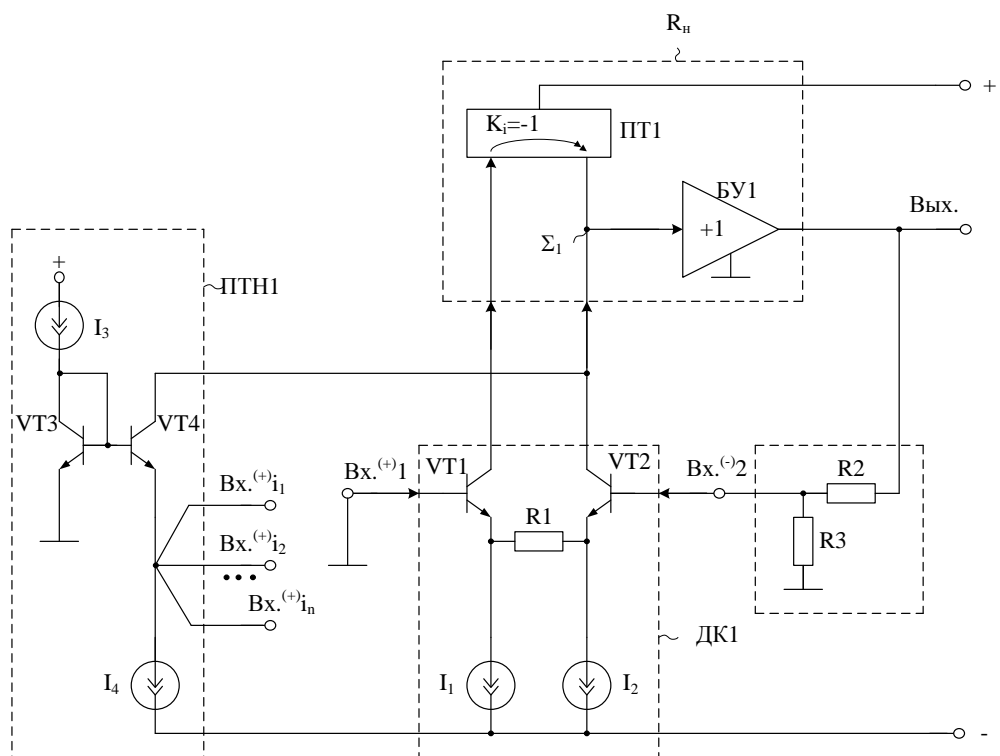 Rн
+
Ki=-1
ПТ1
БУ1
+1
Вых.
Σ1
ПТН1
+
I3
VT3
VT4
Вх.(+)1
VT1
VT2
Вх.(-)2
R2
R1
R3
Вх.(+)i1
Вх.(+)i2
•••
Вх.(+)in
ДК1
I4
I1
I2
-